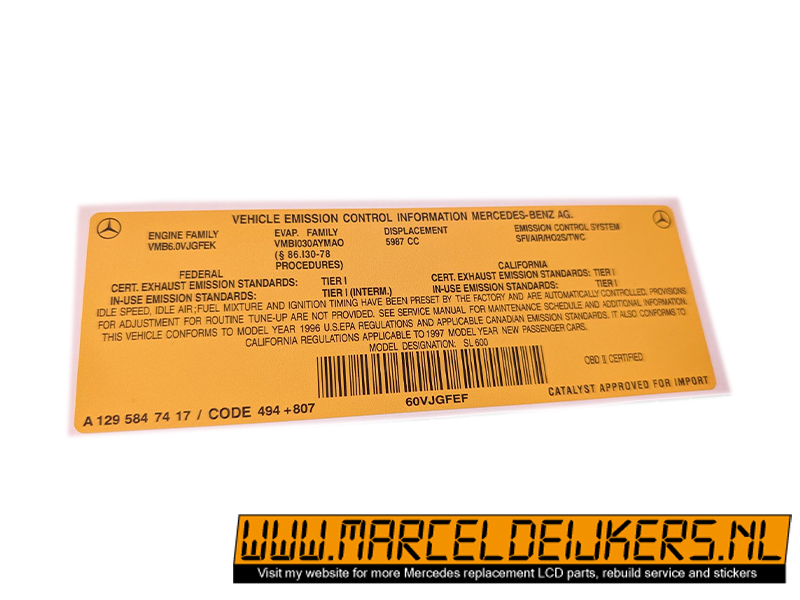 VEHICLE EMISSION CONTROL INFORMATION MERCEDES-BENZ AG.
ENGINE FAMILY
VMB6.0VJGFEK
EVAP. FAMILY
VMBI030AYMAO
(§ 86.I30-78
PROCEDURES)
DISPLACEMENT
5987 CC
EMISSION CONTROL SYSTEM
SFI/AIR/HO2S/TWC
FEDERAL
CERT. EXHAUST EMISSION STANDARDS: TIER I
IN-USE EMISSION STANDARDS: TIER I (INTERM.)
CALIFORNIA
CERT. EXHAUST EMISSION STANDARDS: TIER I
IN-USE EMISSION STANDARDS: TIER I
IDLE SPEED, IDLE AIR;FUEL MIXTURE AND IGNITION TIMING HAVE BEEN PRESET BY THE FACTORY AND ARE AUTOMATICALLY CONTROLLED. PROVISIONS
FOR ADJUSTMENT FOR ROUTINE TUNE-UP ARE NOT PROVIDED. SEE SERVICE MANUAL FOR MAINTENANCE SCHEDULE AND ADDITIONAL INFORMATION.
THIS VEHICLE CONFORMS TO MODEL YEAR 1996 U.S.EPA REGULATIONS AND APPLICABLE CANADIAN EMISSION STANDARDS. IT ALSO CONFORMS TO
CALIFORNIA REGULATIONS APPLICABLE TO 1997 MODEL YEAR NEW PASSENGER CARS.
MODEL DESIGNATION: SL 600
OBD II CERTIFIED
A 129 584 74 17 / CODE 494 +807
60VJGFEF
CATALYST APPROVED FOR IMPORT
WWW.MARCELDEIJKERS.NL
Visit my website for more Mercedes replacement LCD parts, rebuild service and stickers